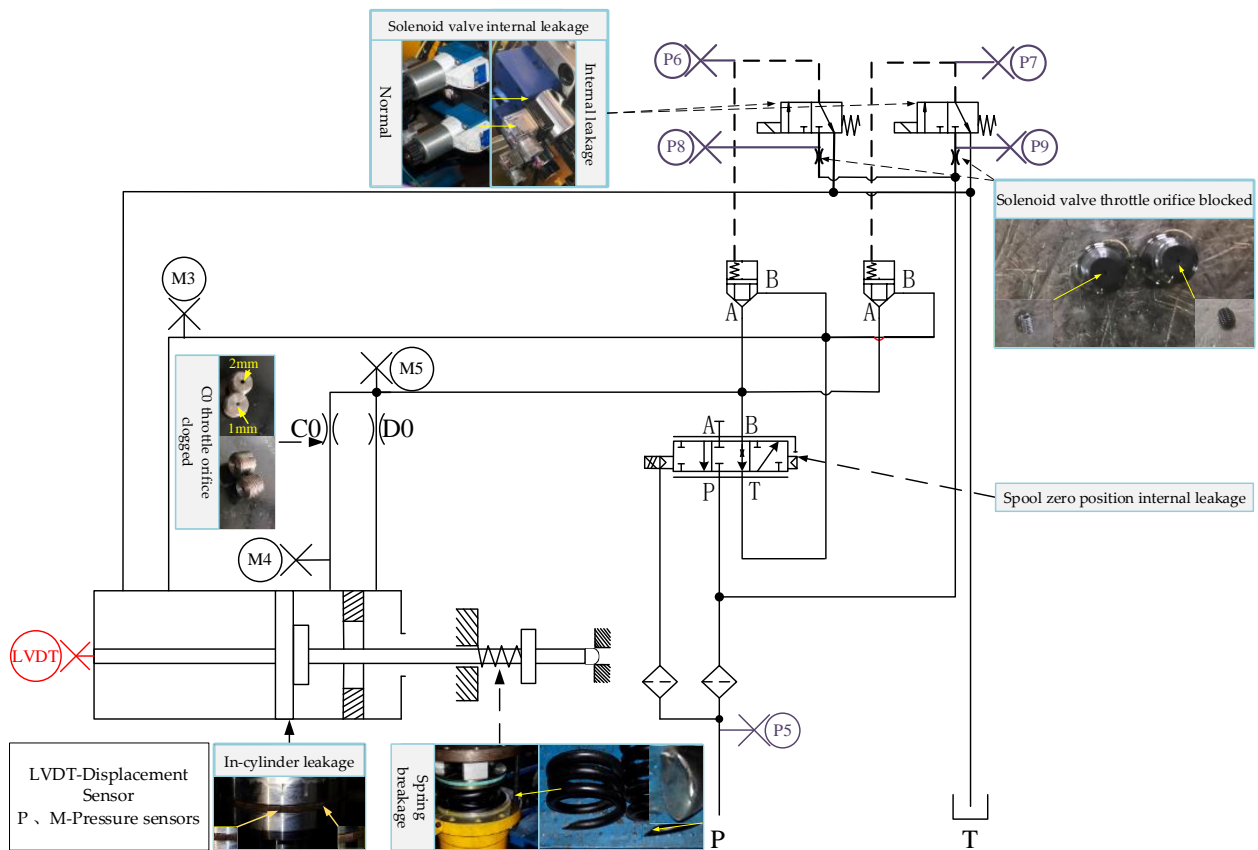 Solenoid valve internal leakage
Normal
Internal leakage
P6
P7
P8
P9
Solenoid valve throttle orifice blocked
M3
B
A
B
A
C0 throttle orifice
clogged
2mm
1mm
M5
C0
D0
A
B
P
T
Spool zero position internal leakage
M4
LVDT
P5
LVDT-Displacement
Sensor
P 、M-Pressure sensors
In-cylinder leakage
Spring
breakage
P
T